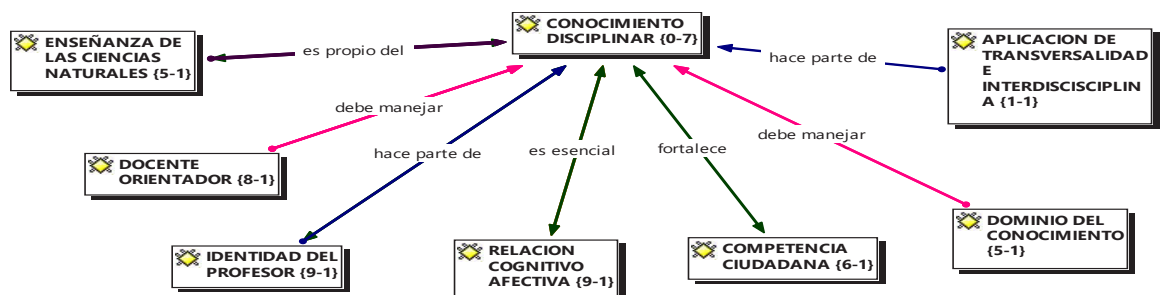 CONOCIMIENTO
DISCIPLINAR {0-7}
ENSEÑANZA DE
LAS CIENCIAS
NATURALES {5-1}
es propio del
APLICACION DE
TRANSVERSALIDAD
E
INTERDISCISCIPLIN
A {1-1}
hace parte de
debe manejar
DOCENTE
ORIENTADOR {8-1}
hace parte de
es esencial
fortalece
debe manejar
IDENTIDAD DEL
PROFESOR {9-1}
RELACION
COGNITIVO
AFECTIVA {9-1}
COMPETENCIA
CIUDADANA {6-1}
DOMINIO DEL
CONOCIMIENTO
{5-1}